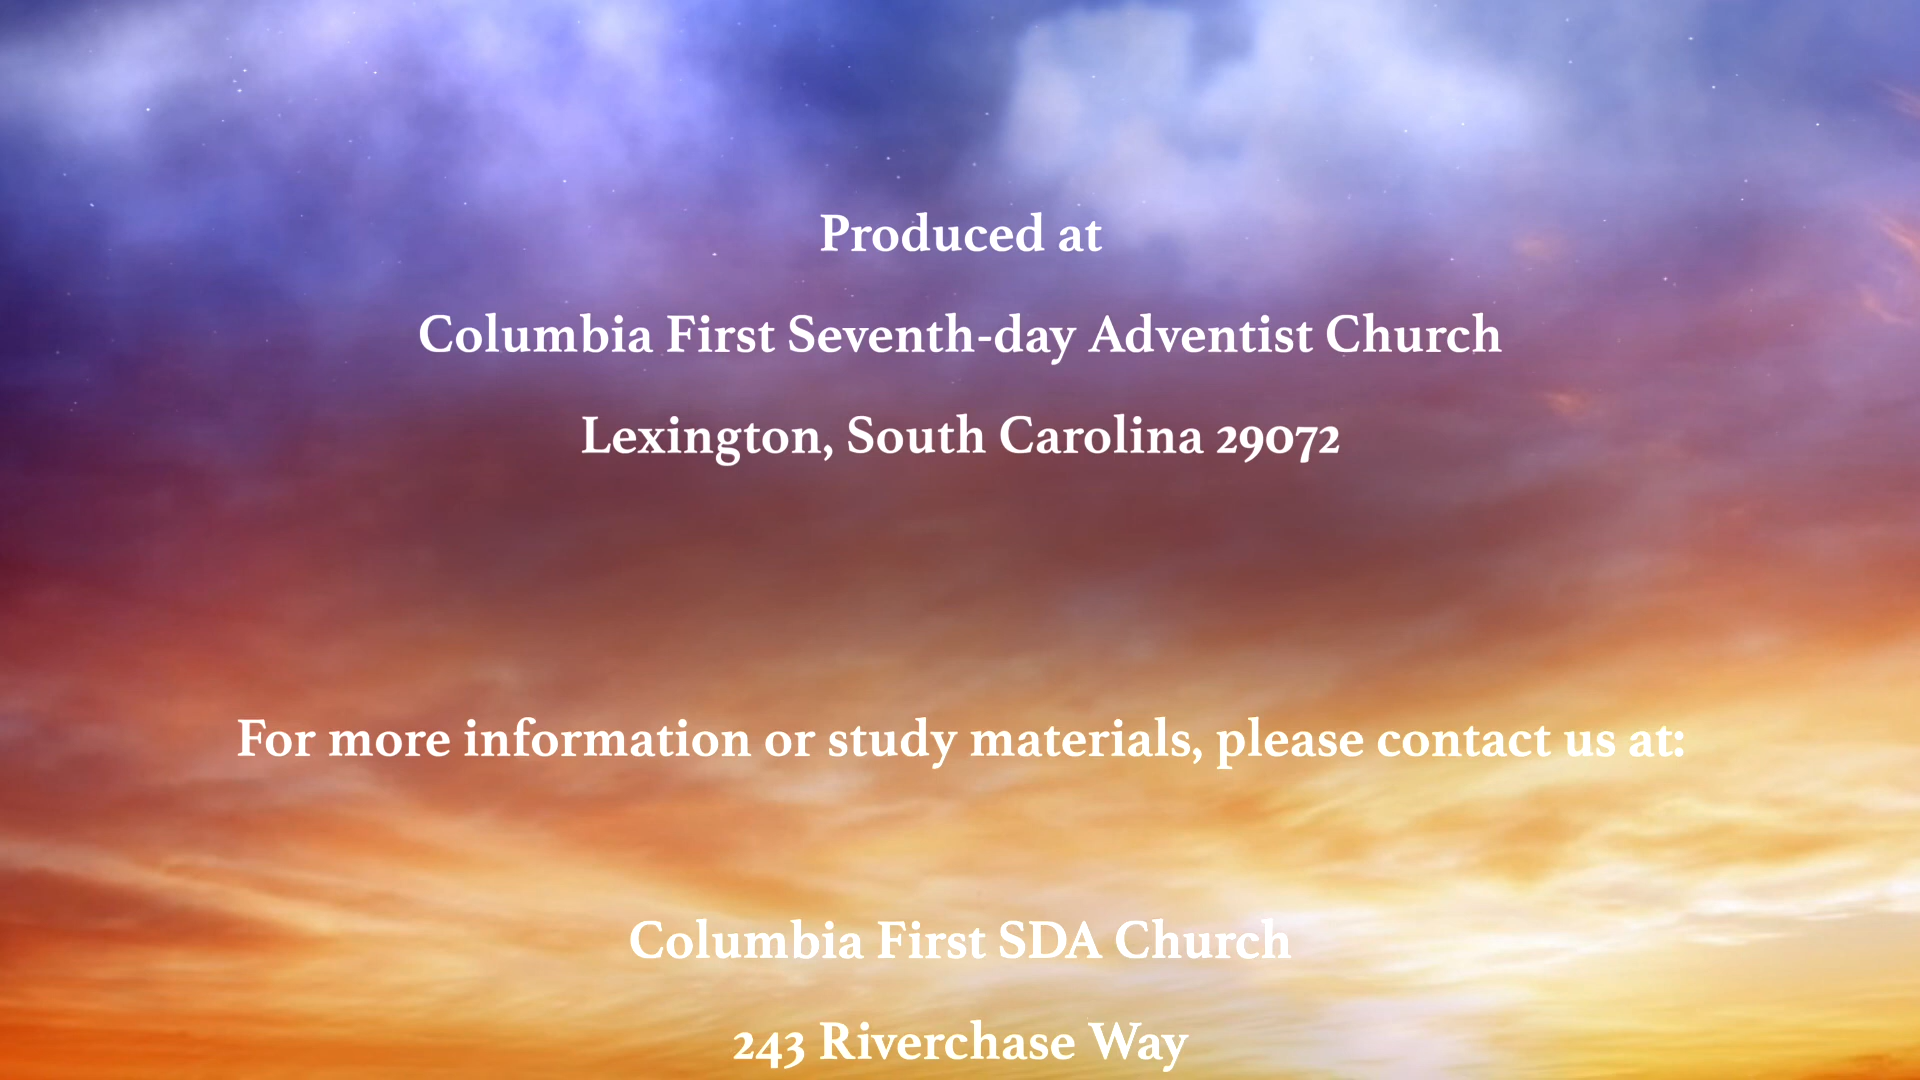 Produced at
Columbia First Seventh-day Adventist Church
Lexington, South Carolina 29072
For more information or study materials, please contact us at:
Columbia First SDA Church
243 Riverchase Way